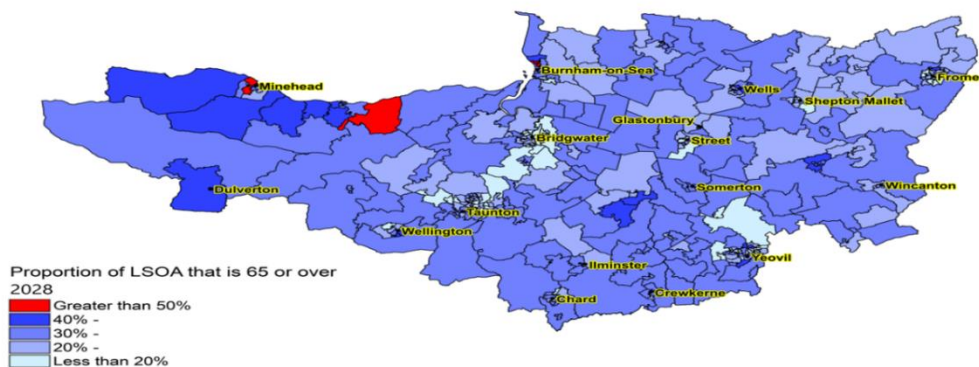 Minehead
Burnham-on-Sea
Wells
Frome
Shepton Mallet
Glastonbury
Street
Bridgwater
Dulverton
Somerton
Wincanton
Taunton
Wellington
Yeovil
Ilminster
Chard
Crewkerne
Proportion of LSOA that is 65 or over
2028
Greater than 50%
40% -
30% -
20% -
Less than 20%